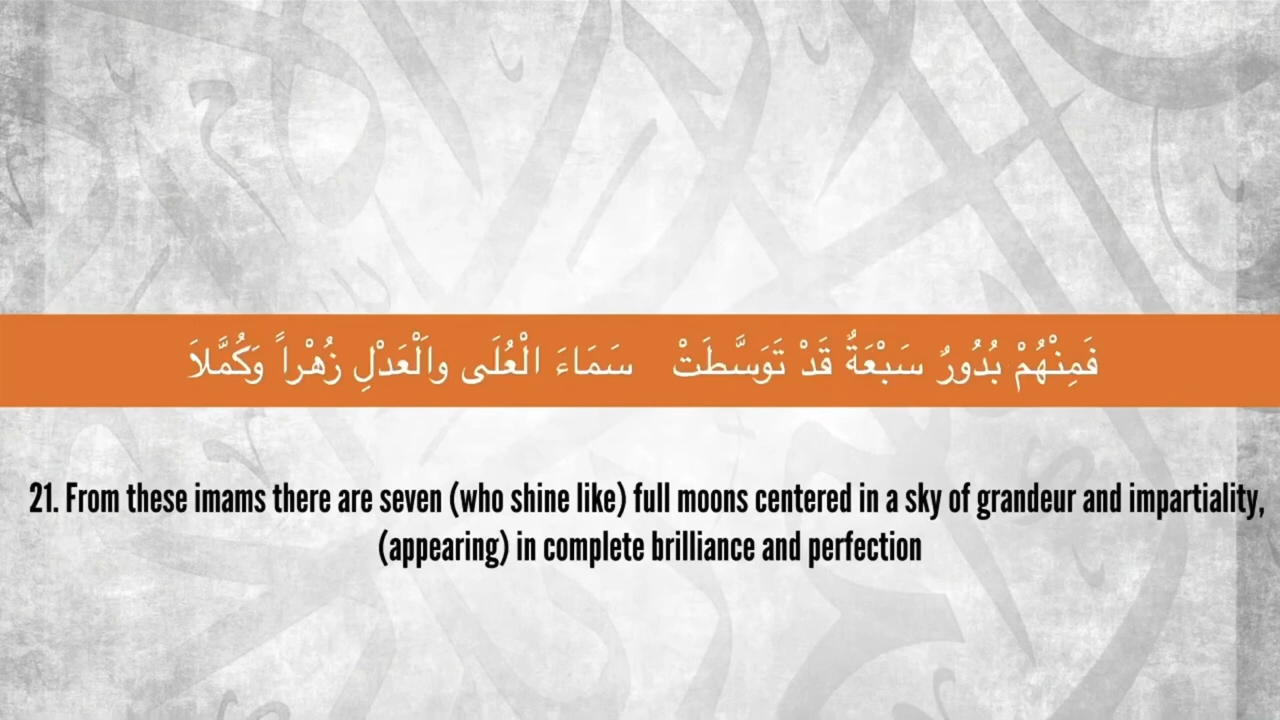 فَمِنْهُمْ بُدُورٌ سَبْعَةٌ قَدْ تَوَسَّطَتْ سَمَاءَ الْعُلَى والَْعَدْلِ زُهْراً وَكُمَّلاَ
21. From these imams there are seven (who shine like) full moons centered in a sky of grandeur and impartiality,
(appearing) in complete brilliance and perfection